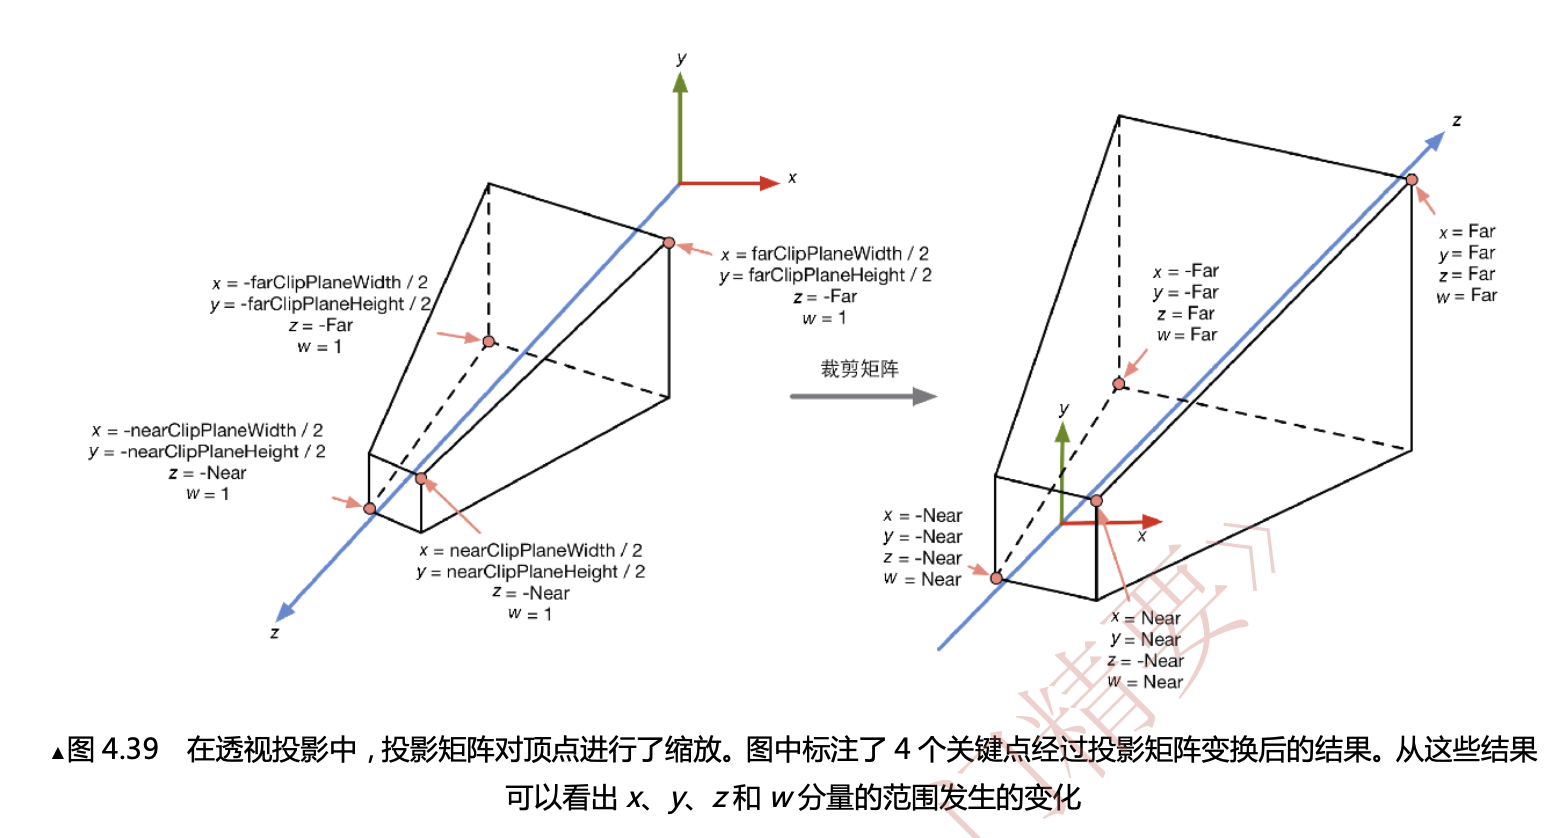 y
x
x = -farClipPlaneWidth / 2
y = -farClipPlaneHeight / 2
z = -Far
w = 1
x = farClipPlaneWidth / 2
y = farClipPlaneHeight / 2
z = -Far
w = 1
x = -nearClipPlaneWidth / 2
y = -nearClipPlaneHeight / 2
z = -Near
w = 1
x = nearClipPlaneWidth / 2
y = nearClipPlaneHeight / 2
z = -Near
w = 1
z
裁剪矩阵
z
x = Far
y = Far
z = Far
w = Far
x = -Far
y = -Far
z = Far
w = Far
y
x
x = -Near
y = -Near
z = -Near
w = Near
x = Near
y = Near
z = -Near
w = Near
▲图 4.39 在透视投影中，投影矩阵对顶点进行了缩放。图中标注了 4 个关键点经过投影矩阵变换后的结果。从这些结果
可以看出 x、y、z 和 w 分量的范围发生的变化
门精要》